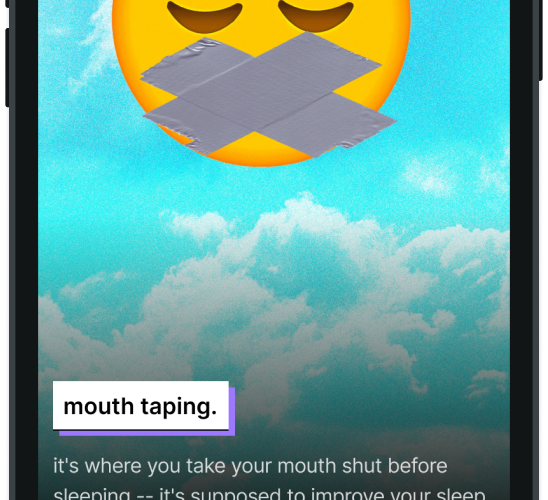 mouth taping.
it's where you take your mouth shut before
sleeping -- it's supposed to improve your sleep